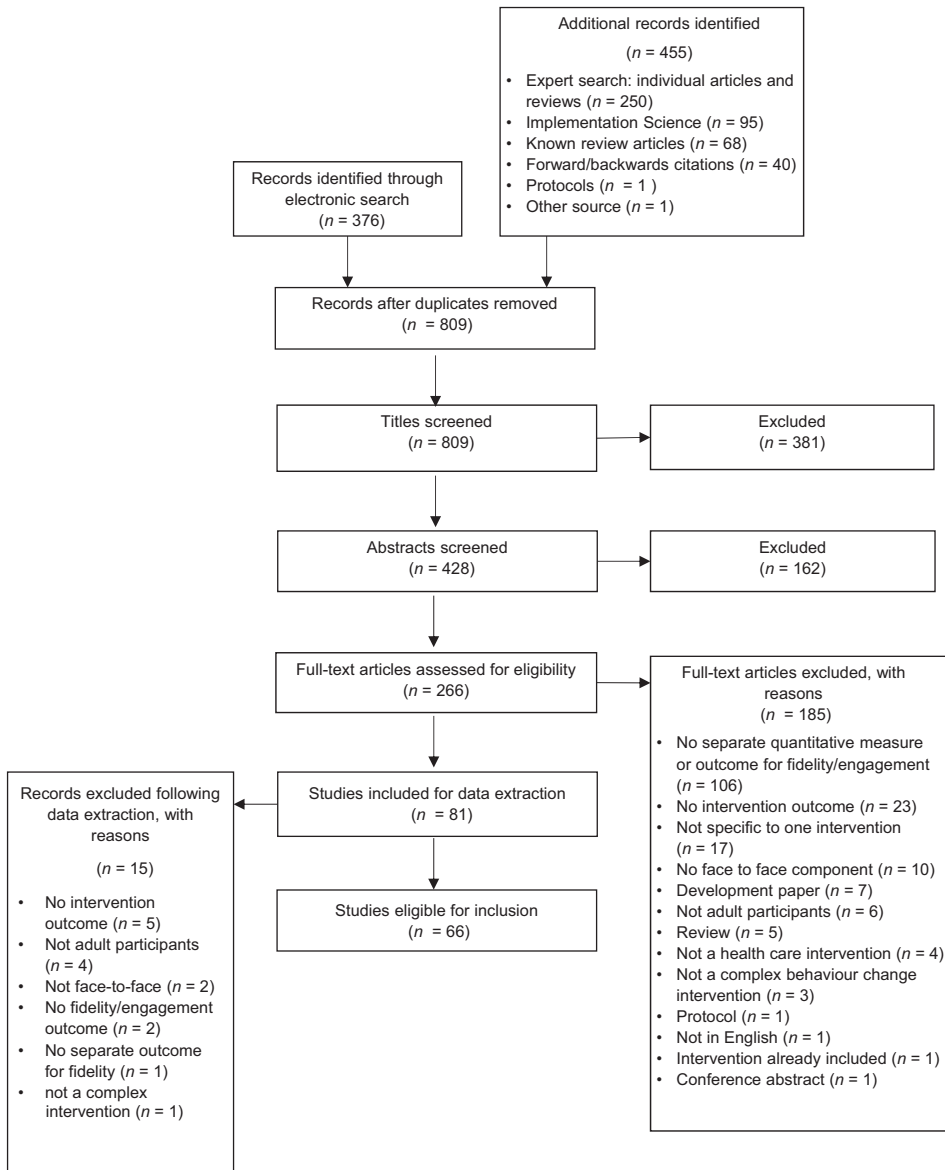 Additional records identified
(n = 455)
• Expert search: individual articles and
reviews (n = 250)
• Implementation Science (n = 95)
• Known review articles (n = 68)
• Forward/backwards citations (n = 40)
• Protocols (n = 1 )
• Other source (n = 1)
Records identified through
electronic search
(n = 376)
Records after duplicates removed
(n = 809)
Titles screened
(n = 809)
Excluded
(n = 381)
Abstracts screened
(n = 428)
Excluded
(n = 162)
Full-text articles assessed for eligibility
(n = 266)
Full-text articles excluded, with
reasons
(n = 185)
• No separate quantitative measure
or outcome for fidelity/engagement
(n = 106)
• No intervention outcome (n = 23)
• Not specific to one intervention
(n = 17)
• No face to face component (n = 10)
• Development paper (n = 7)
• Not adult participants (n = 6)
• Review (n = 5)
• Not a health care intervention (n = 4)
• Not a complex behaviour change
intervention (n = 3)
• Protocol (n = 1)
• Not in English (n = 1)
• Intervention already included (n = 1)
• Conference abstract (n = 1)
Studies included for data extraction
(n = 81)
Records excluded following
data extraction, with
reasons
(n = 15)
• No intervention
outcome (n = 5)
• Not adult participants
(n = 4)
• Not face-to-face (n = 2)
• No fidelity/engagement
outcome (n = 2)
• No separate outcome
for fidelity (n = 1)
• not a complex
intervention (n = 1)
Studies eligible for inclusion
(n = 66)